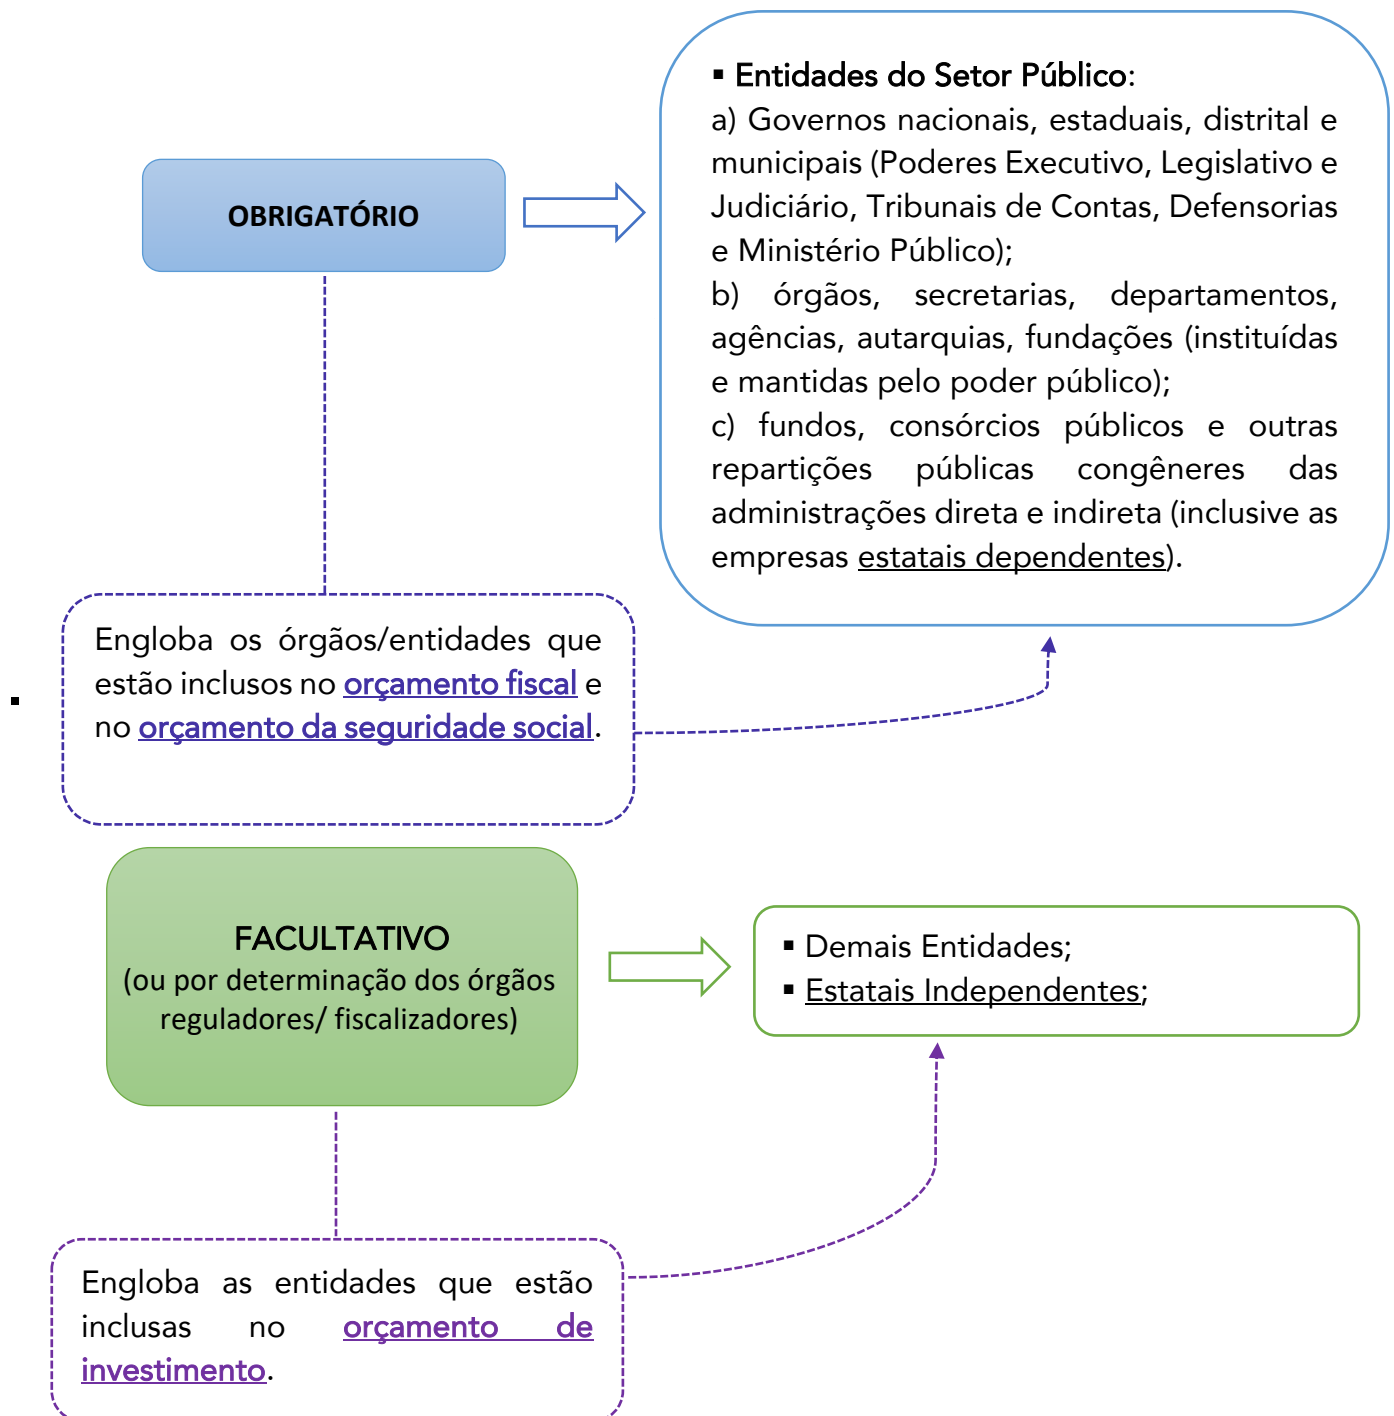 ▪ Entidades do Setor Público:
a) Governos nacionais, estaduais, distrital e
municipais (Poderes Executivo, Legislativo e
Judiciário, Tribunais de Contas, Defensorias
e Ministério Público);
b) órgãos, secretarias, departamentos,
agências, autarquias, fundações (instituídas
e mantidas pelo poder público);
c) fundos, consórcios públicos e outras
repartições públicas congêneres das
administrações direta e indireta (inclusive as
empresas estatais dependentes).
OBRIGATÓRIO
Engloba os órgãos/entidades que
estão inclusos no orçamento fiscal e
no orçamento da seguridade social.
▪
FACULTATIVO
(ou por determinação dos órgãos
reguladores/ fiscalizadores)
▪ Demais Entidades;
▪ Estatais Independentes;
Engloba as entidades que estão
inclusas no orçamento de
investimento.